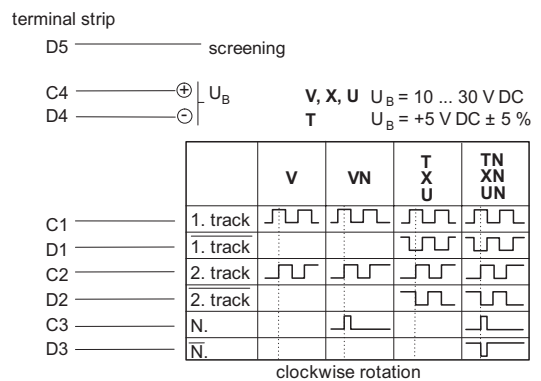 terminal strip
D5 screening
C4 ⊕ U_B V, X, U U_B = 10 ... 30 V DC
D4 ⊖ T U_B = +5 V DC ± 5 %
V VN T X U TN XN UN
C1 1. track
D1 1. track
C2 2. track
D2 2. track
C3 N.
D3 N.
clockwise rotation